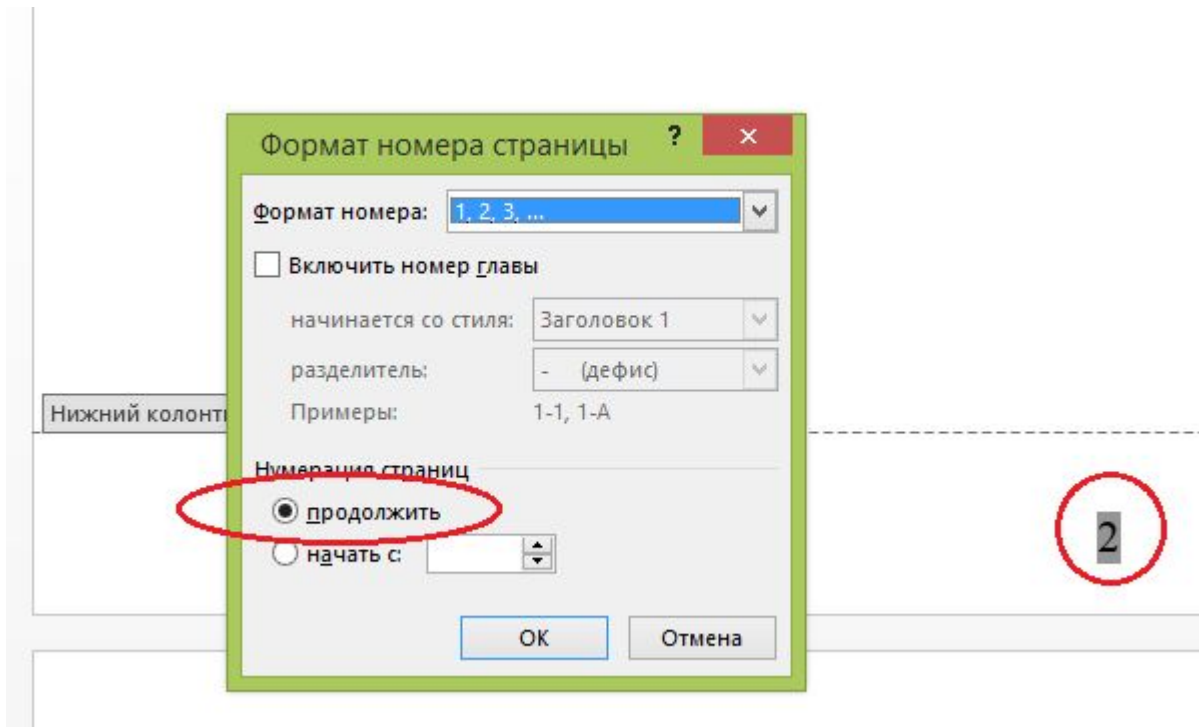 Формат номера страницы ?
Формат номера: 1, 2, 3, ...
Включить номер главы
начинается со стиля: Заголовок 1
разделитель: - (дефис)
Примеры: 1-1, 1-А
Нижний
Нумерация страниц
продолжить
начать с:
2
ОК Отмена